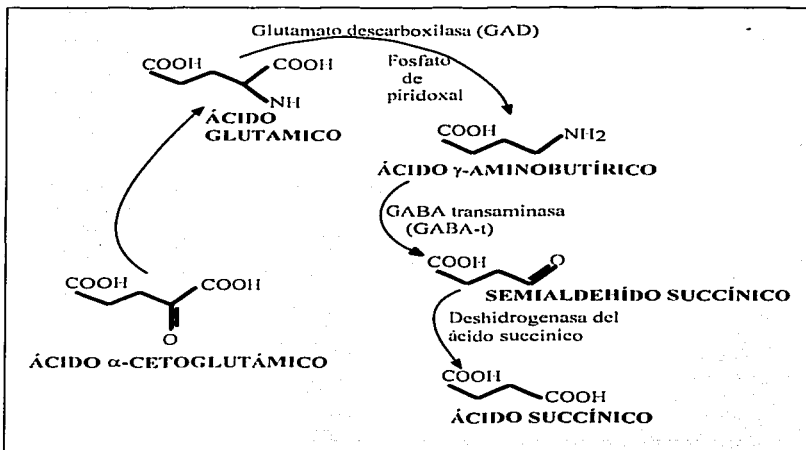 Glutamato descarboxilasa (GAD)
COOH
COOH
Fosfato
de
piridoxal
NH
ÁCIDO
GLUTAMICO
COOH
NH2
ÁCIDO γ-AMINOBUTÍRICO
GABA transaminasa
(GABA-t)
COOH
O
SEMIALDEHÍDO SUCCÍNICO
COOH
COOH
O
ÁCIDO α-CETOGLUTÁMICO
Deshidrogenasa del
ácido succínico
COOH
COOH
ÁCIDO SUCCÍNICO